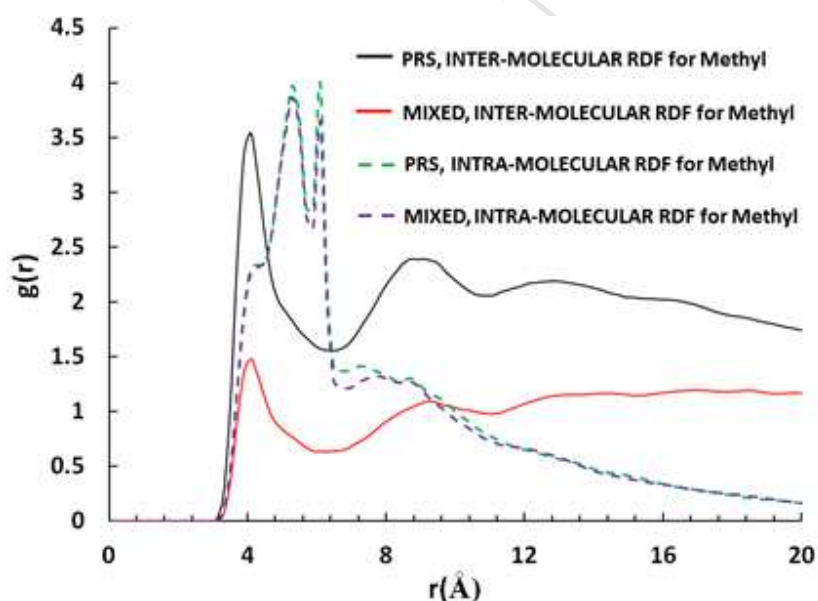 4.5
4
3.5
3
2.5
2
1.5
1
0.5
0
g(r)
PRS, INTER-MOLECULAR RDF for Methyl
MIXED, INTER-MOLECULAR RDF for Methyl
PRS, INTRA-MOLECULAR RDF for Methyl
MIXED, INTRA-MOLECULAR RDF for Methyl
0 4 8 12 16 20
r(Å)